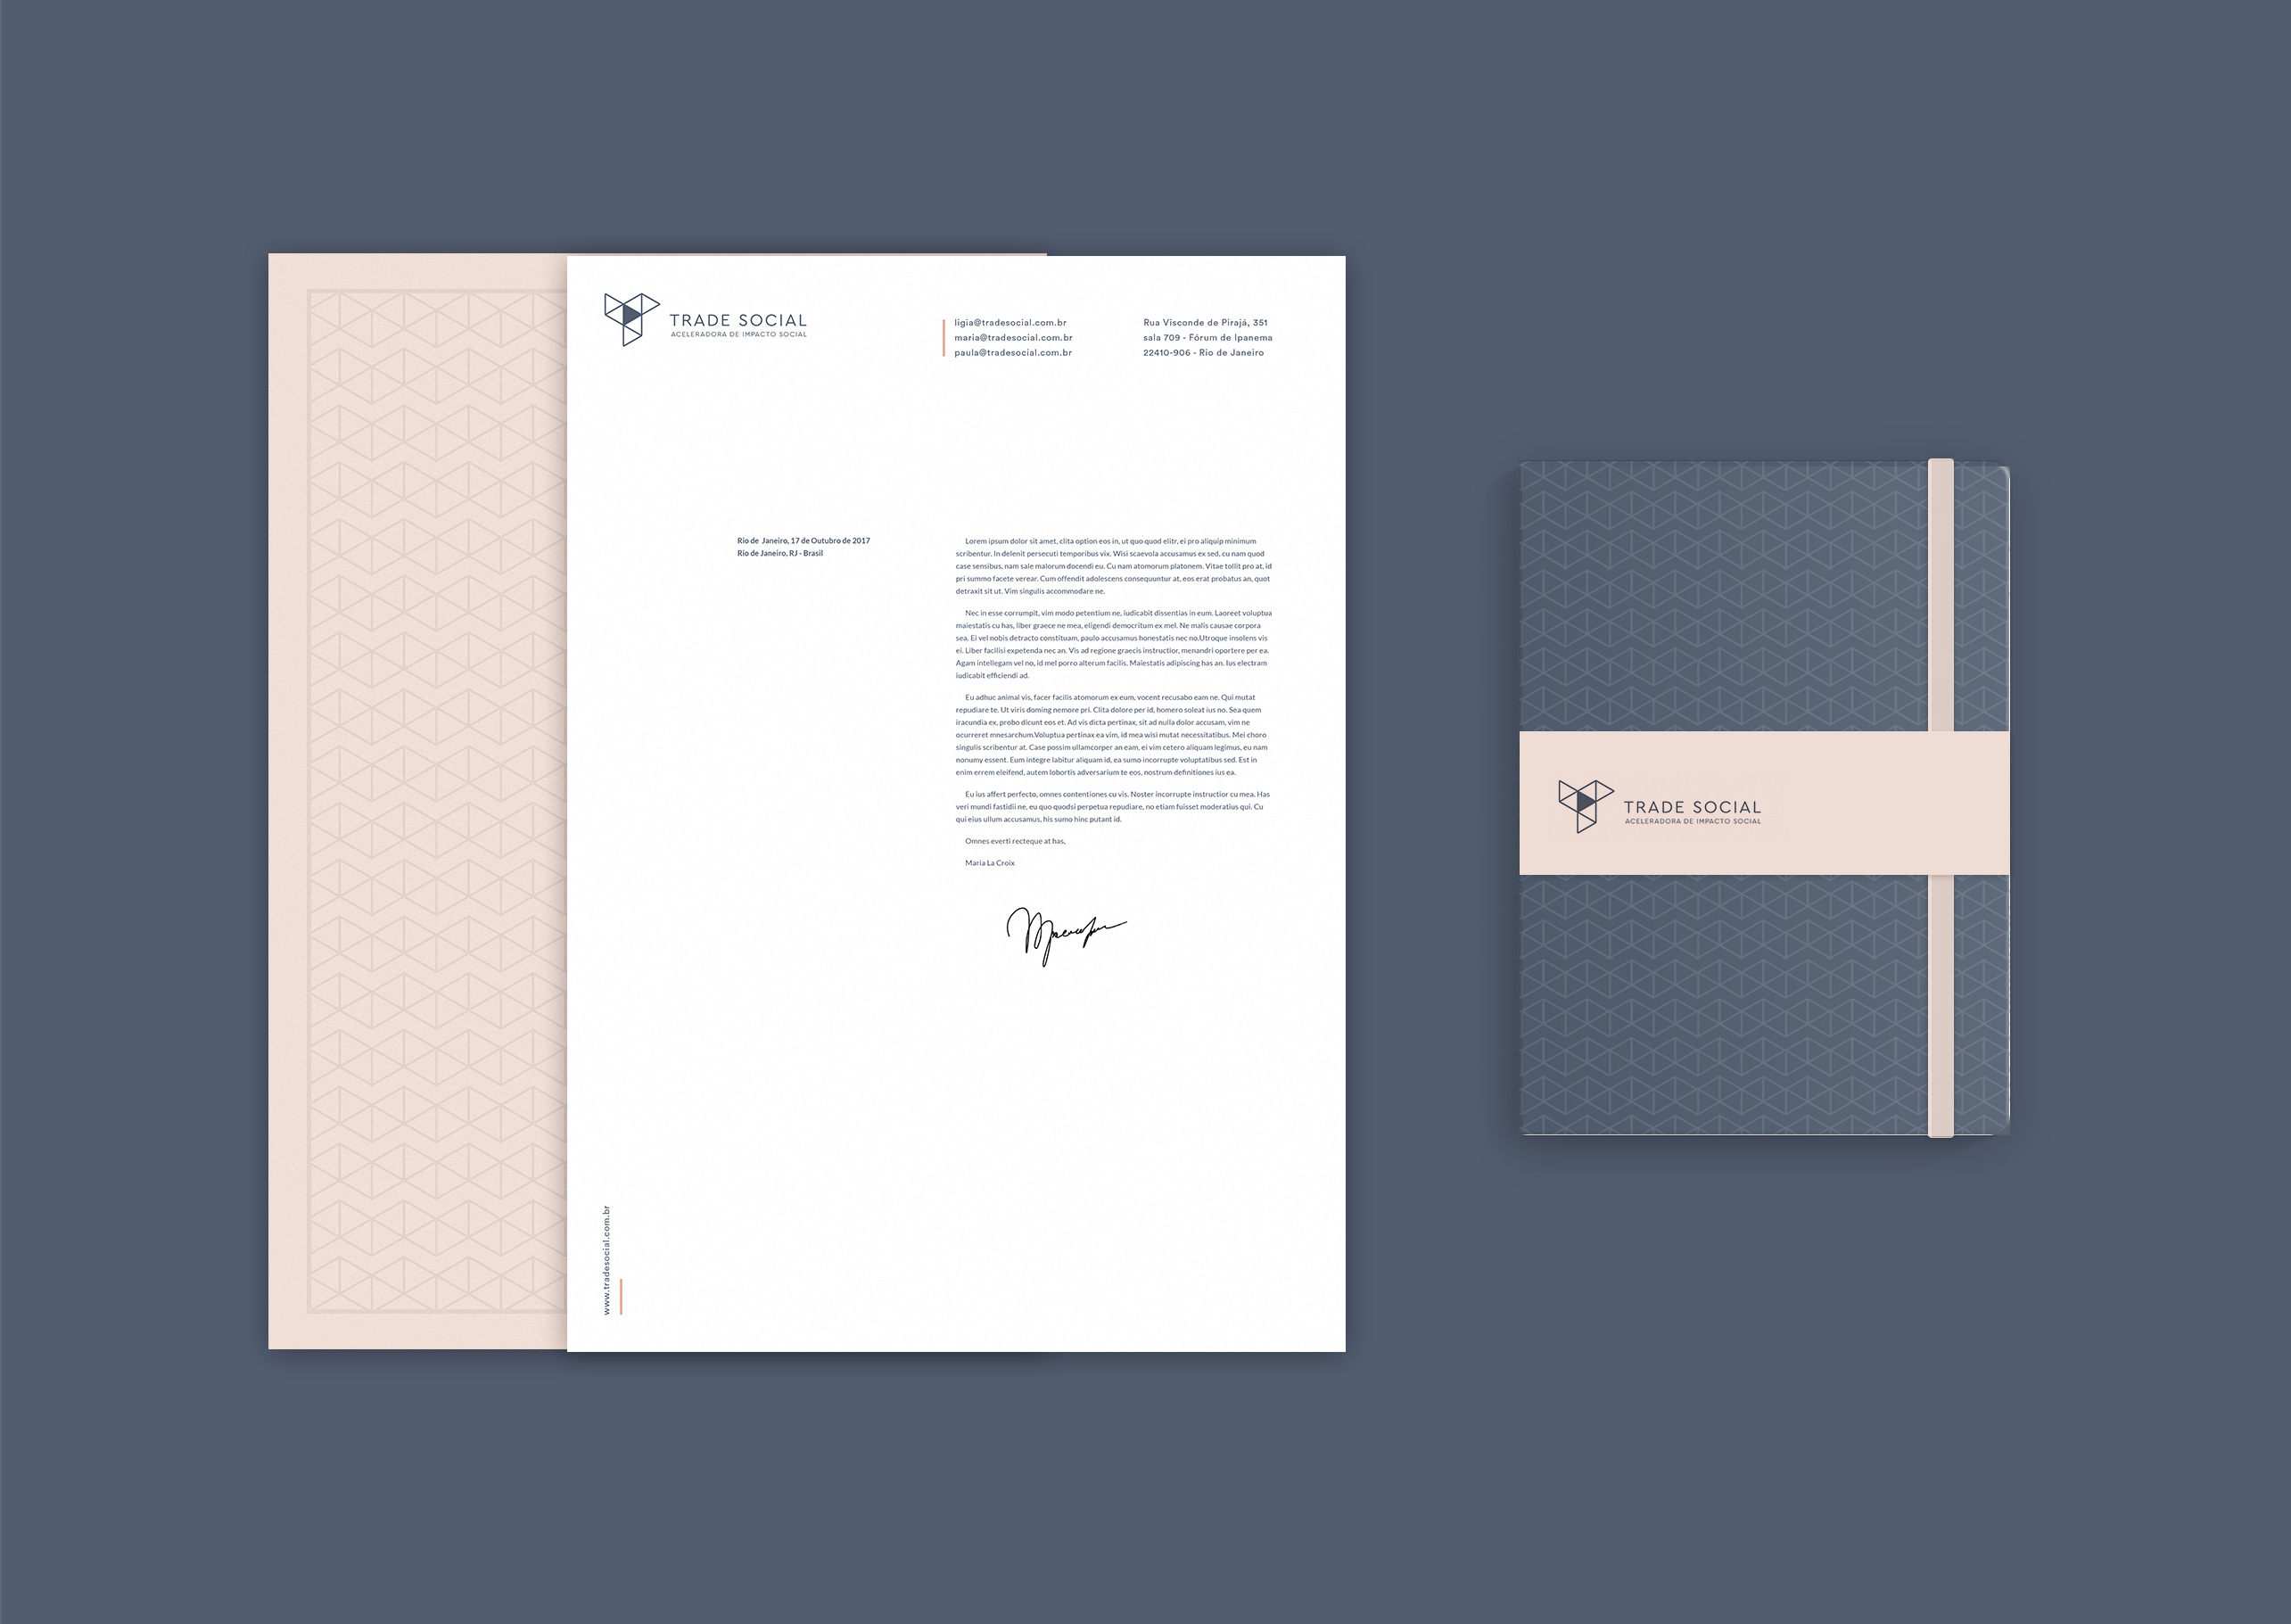 TRADE SOCIAL
ACELERADORA DE IMPACTO SOCIAL
ligia@tradesocial.com.br
maria@tradesocial.com.br
paula@tradesocial.com.br
Rua Visconde de Pirajá, 351
sala 709 - Fórum de Ipanema
22410-906 - Rio de Janeiro
Rio de Janeiro, 17 de Outubro de 2017
Rio de Janeiro, RJ - Brasil
Lorem ipsum dolor sit amet, clita option eos in, ut quo quod elitr, ei pro aliquip minimum
scribentur. In delenit persecuti temporibus vix. Wisi scaevola accusamus ex sed, cu nam quod
case sensibus, nam sale malorum docendi eu. Cu nam atomorum platonem. Vitae tollit pro at, id
pri summo facete verear. Cum offendit adolescens consequuntur at, eos erat probatus an, quot
detraxit sit ut. Vim singulis accommodare ne.
Nec in esse corrumpit, vim modo petentium ne, iudicabit dissentias in eum. Laoreet voluptua
maiestatis cu has, liber graece ne mea, eligendi democritum ex mel. Ne malis causae corpora
sea. Ei vel nobis detracto constituam, paulo accusamus honestatis nec no.Utroque insolens vis
ei. Liber facilisi expetenda nec an. Vis ad regione graecis instructior, menandri oportere per ea.
Agam intellegam vel no, id mel porro alterum facilis. Maiestatis adipiscing has an. Ius electram
iudicabit efficiendi ad.
Eu adhuc animal vis, facer facilis atomorum ex eum, vocent recusabo eam ne. Qui mutat
repudiare te. Ut viris doming nemore pri. Clita dolore per id, homero soleat ius no. Sea quem
iracundia ex, probo dicunt eos et. Ad vis dicta pertinax, sit ad nulla dolor accusam, vim ne
ocurreret mnesarchum.Voluptua pertinax ea vim, id mea wisi mutat necessitatibus. Mei choro
singulis scribentur at. Case possim ullamcorper an eam, ei vim cetero aliquam legimus, eu nam
nonumy essent. Eum integre labitur aliquam id, ea sumo incorrupte voluptatibus sed. Est in
enim errem eleifend, autem lobortis adversarium te eos, nostrum definitiones ius ea.
Eu ius affert perfecto, omnes contentiones cu vis. Noster incorrupte instructior cu mea. Has
veri mundi fastidii ne, eu quo quodsi perpetua repudiare, no etiam fuisset moderatius qui. Cu
qui eius ullum accusamus, his sumo hinc putant id.
Omnes everti recteque at has,
Maria La Croix
www.tradesocial.com.br
TRADE SOCIAL
ACELERADORA DE IMPACTO SOCIAL